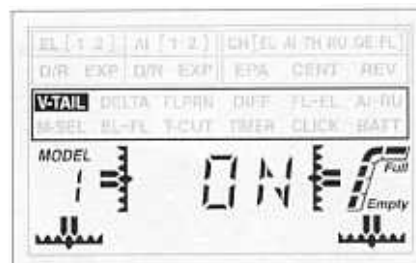 EL [1 2] AI [1 2] CH[EL AI TH RU GE FL]
D/R EXP D/R EXP EPA CENT REV
V-TAIL DELTA FLPRN DIFF FL-EL AI-RU
M-SEL EL-FL T-CUT TIMER CLICK BATT
MODEL
1 ON
Full
Empty